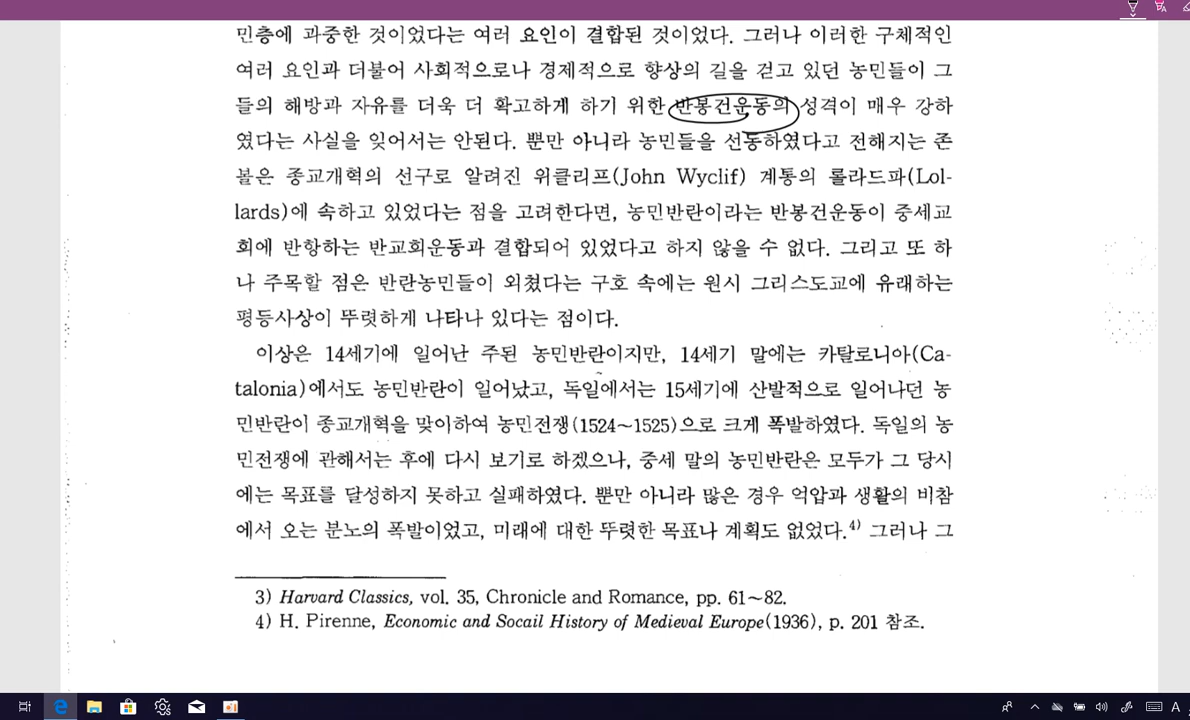 민층에 과중한 것이었다는 여러 요인이 결합된 것이었다. 그러나 이러한 구체적인
여러 요인과 더불어 사회적으로나 경제적으로 향상의 길을 걷고 있던 농민들이 그
들의 해방과 자유를 더욱 더 확고하게 하기 위한 반봉건운동의 성격이 매우 강하
였다는 사실을 잊어서는 안된다. 뿐만 아니라 농민들을 선동하였다고 전해지는 존
볼은 종교개혁의 선구로 알려진 위클리프(John Wyclif) 계통의 롤라드파(Lol-
lards)에 속하고 있었다는 점을 고려한다면, 농민반란이라는 반봉건운동이 중세교
회에 반항하는 반교회운동과 결합되어 있었다고 하지 않을 수 없다. 그리고 또 하
나 주목할 점은 반란농민들이 외쳤다는 구호 속에는 원시 그리스도교에 유래하는
평등사상이 뚜렷하게 나타나 있다는 점이다.
이상은 14세기에 일어난 주된 농민반란이지만, 14세기 말에는 카탈로니아(Ca-
talonia)에서도 농민반란이 일어났고, 독일에서는 15세기에 산발적으로 일어나던 농
민반란이 종교개혁을 맞이하여 농민전쟁(1524~1525)으로 크게 폭발하였다. 독일의 농
민전쟁에 관해서는 후에 다시 보기로 하겠으나, 중세 말의 농민반란은 모두가 그 당시
에는 목표를 달성하지 못하고 실패하였다. 뿐만 아니라 많은 경우 억압과 생활의 비참
에서 오는 분노의 폭발이었고, 미래에 대한 뚜렷한 목표나 계획도 없었다.4) 그러나 그
3) Harvard Classics, vol. 35, Chronicle and Romance, pp. 61~82.
4) H. Pirenne, Economic and Socail History of Medieval Europe(1936), p. 201 참조.
A